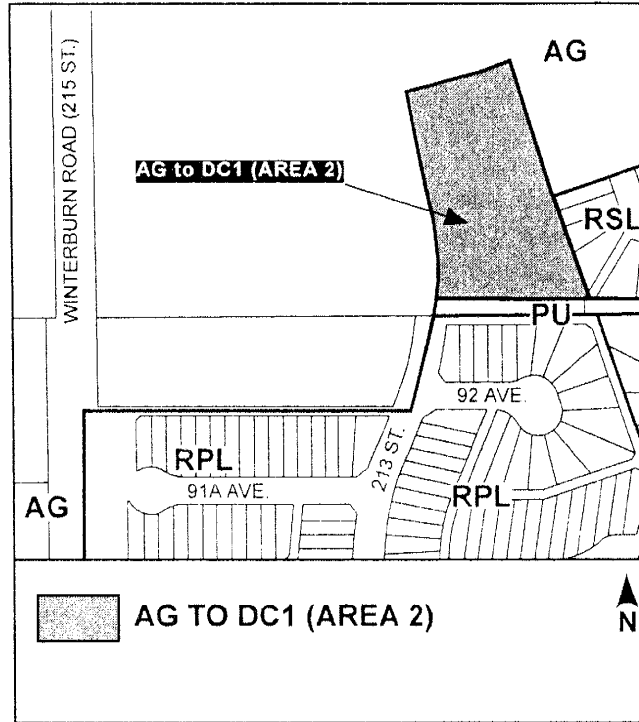 AG
WINTERBURN ROAD (215 ST.)
AG to DC1 (AREA 2)
RSL
PU
92 AVE.
RPL
213 ST.
91A AVE.
RPL
AG
AG TO DC1 (AREA 2)
N